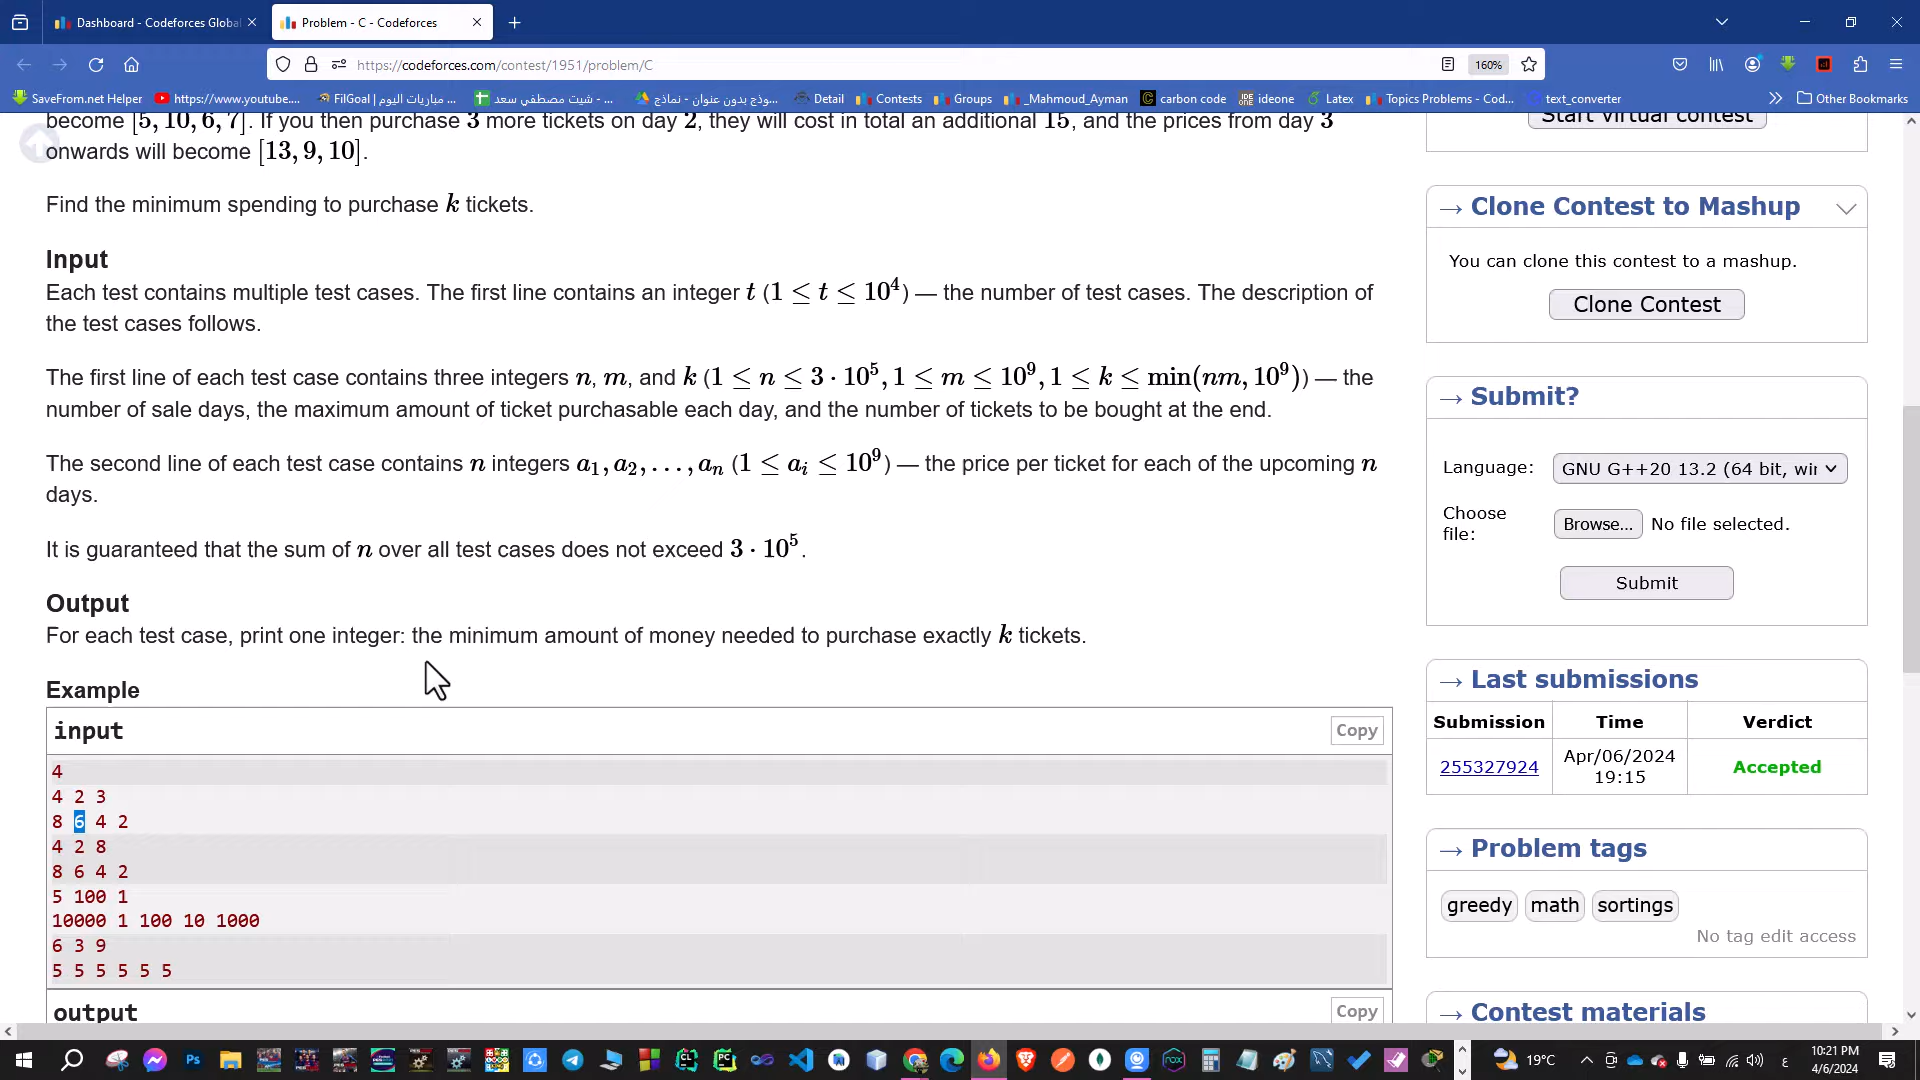 Dashboard - Codeforces Global
Problem - C - Codeforces
https://codeforces.com/contest/1951/problem/C
160%
SaveFrom.net Helper
https://www.youtube....
FilGoal | مباريات اليوم ...
شيت مصطفي سعد - ...
نموذج بدون عنوان - نماذج...
Detail
Contests
Groups
_Mahmoud_Ayman
carbon code
ideone
Latex
Topics Problems - Cod...
text_converter
Other Bookmarks
become [5, 10, 6, 7]. If you then purchase 3 more tickets on day 2, they will cost in total an additional 15, and the prices from day 3
onwards will become [13, 9, 10].
Find the minimum spending to purchase k tickets.
Input
Each test contains multiple test cases. The first line contains an integer t (1 ≤ t ≤ 10⁴) — the number of test cases. The description of
the test cases follows.
The first line of each test case contains three integers n, m, and k (1 ≤ n ≤ 3 · 10⁵, 1 ≤ m ≤ 10⁹, 1 ≤ k ≤ min(nm, 10⁹)) — the
number of sale days, the maximum amount of ticket purchasable each day, and the number of tickets to be bought at the end.
The second line of each test case contains n integers a₁, a₂, . . . , aₙ (1 ≤ aᵢ ≤ 10⁹) — the price per ticket for each of the upcoming n
days.
It is guaranteed that the sum of n over all test cases does not exceed 3 · 10⁵.
Output
For each test case, print one integer: the minimum amount of money needed to purchase exactly k tickets.
Example
input
Copy
4
4 2 3
8 6 4 2
4 2 8
8 6 4 2
5 100 1
10000 1 100 10 1000
6 3 9
5 5 5 5 5 5
output
Copy
Start virtual contest
→ Clone Contest to Mashup
You can clone this contest to a mashup.
Clone Contest
→ Submit?
Language:
GNU G++20 13.2 (64 bit, wir
Choose
file:
Browse... No file selected.
Submit
→ Last submissions
Submission Time Verdict
255327924
Apr/06/2024
19:15
Accepted
→ Problem tags
greedy math sortings
No tag edit access
→ Contest materials
19°C
ع
10:21 PM
4/6/2024